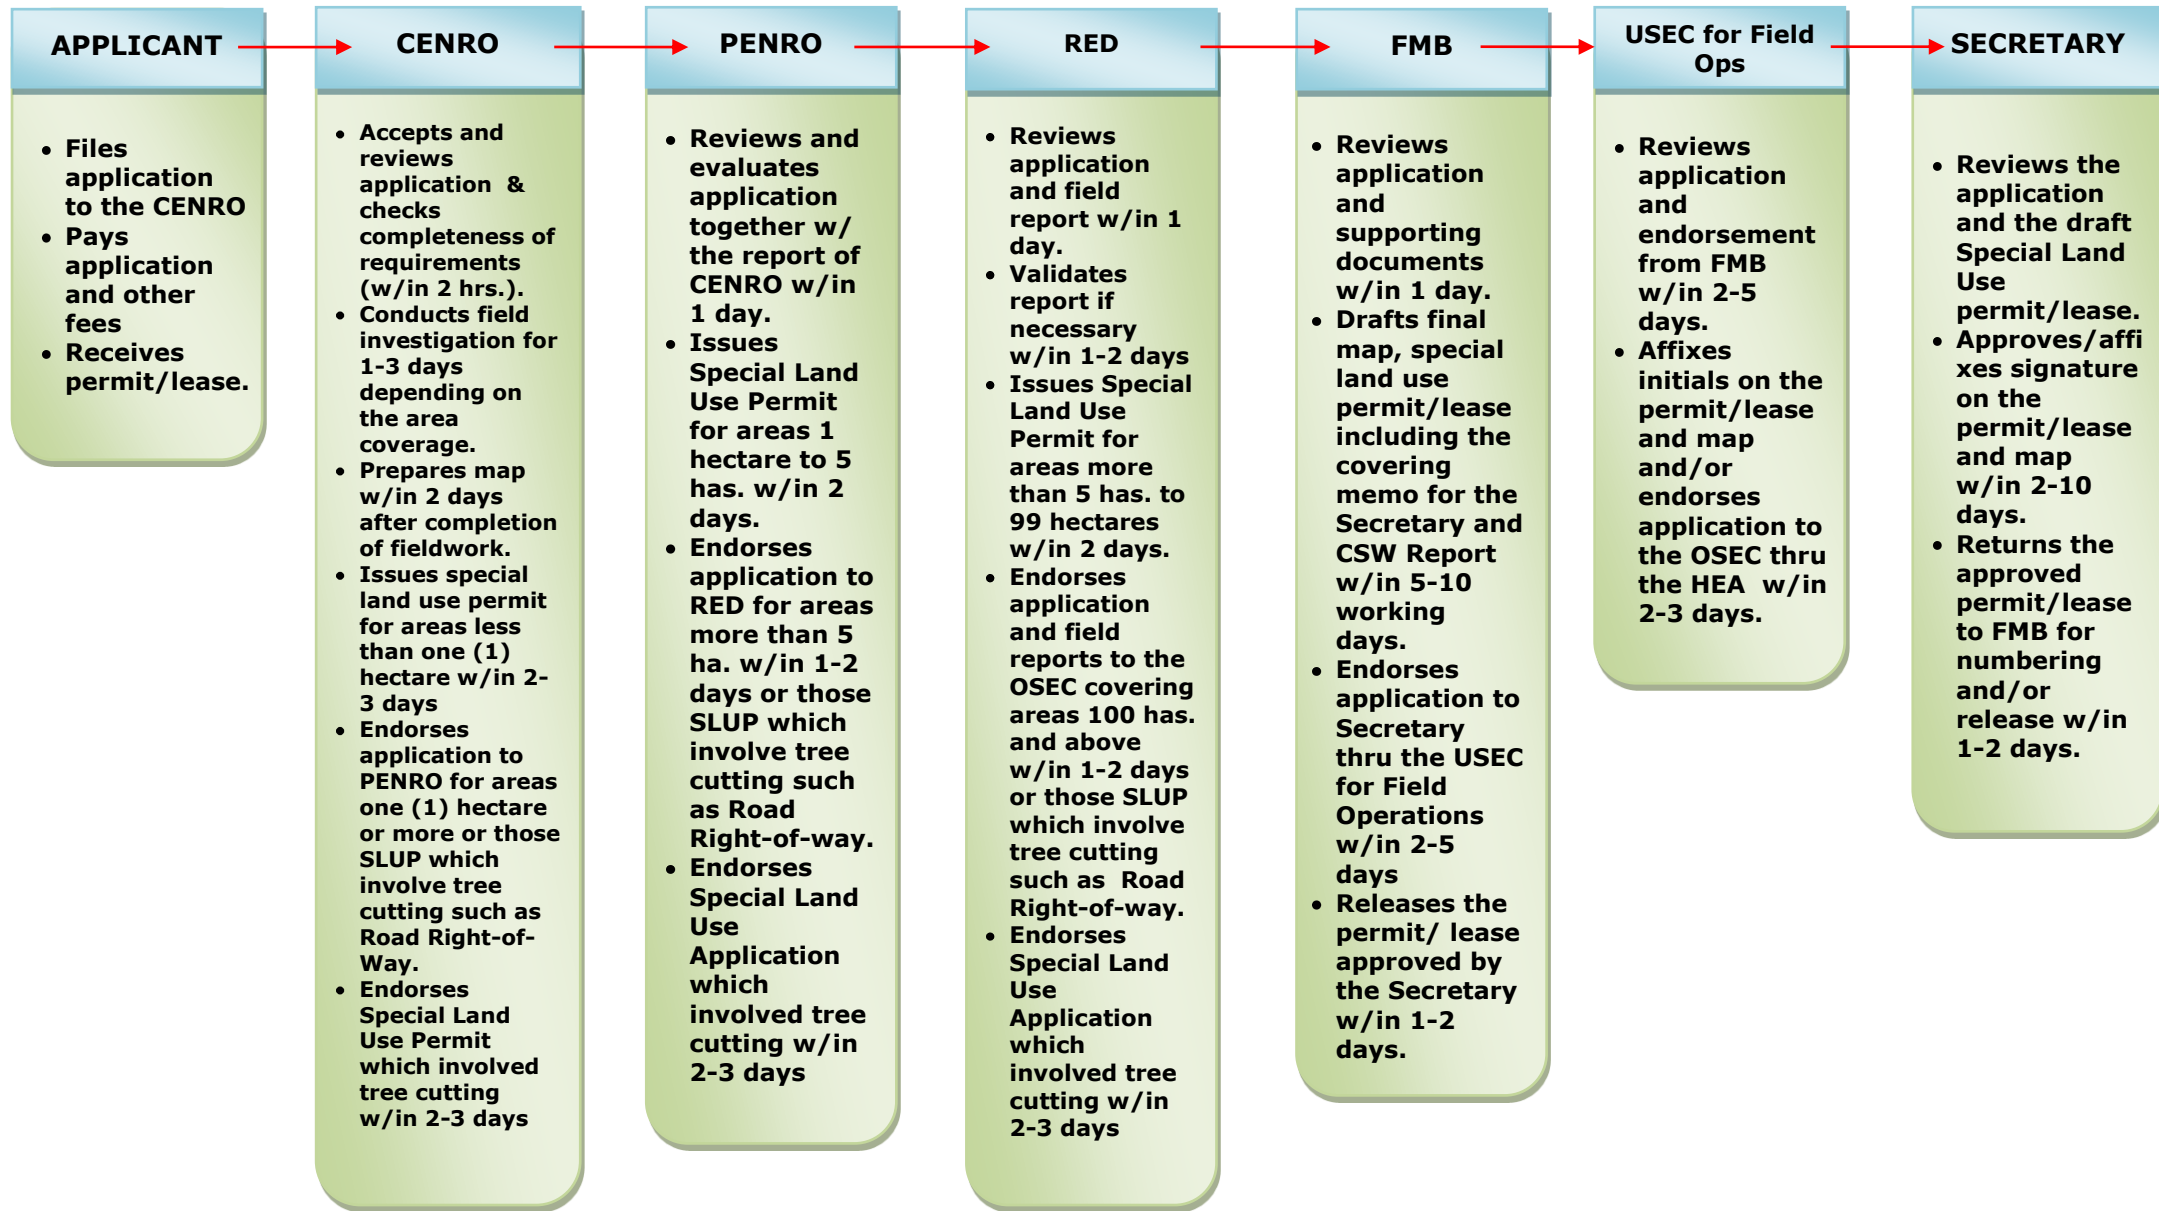 APPLICANT
CENRO
PENRO
RED
FMB
USEC for Field
Ops
SECRETARY
• Files
application
to the CENRO
• Pays
application
and other
fees
• Receives
permit/lease.
• Accepts and
reviews
application &
checks
completeness of
requirements
(w/in 2 hrs.).
• Conducts field
investigation for
1-3 days
depending on
the area
coverage.
• Prepares map
w/in 2 days
after completion
of fieldwork.
• Issues special
land use permit
for areas less
than one (1)
hectare w/in 2-
3 days
• Endorses
application to
PENRO for areas
one (1) hectare
or more or those
SLUP which
involve tree
cutting such as
Road Right-of-
Way.
• Endorses
Special Land
Use Permit
which involved
tree cutting
w/in 2-3 days
• Reviews and
evaluates
application
together w/
the report of
CENRO w/in
1 day.
• Issues
Special Land
Use Permit
for areas 1
hectare to 5
has. w/in 2
days.
• Endorses
application to
RED for areas
more than 5
ha. w/in 1-2
days or those
SLUP which
involve tree
cutting such
as Road
Right-of-way.
• Endorses
Special Land
Use
Application
which
involved tree
cutting w/in
2-3 days
• Reviews
application
and field
report w/in 1
day.
• Validates
report if
necessary
w/in 1-2 days
• Issues Special
Land Use
Permit for
areas more
than 5 has. to
99 hectares
w/in 2 days.
• Endorses
application
and field
reports to the
OSEC covering
areas 100 has.
and above
w/in 1-2 days
or those SLUP
which involve
tree cutting
such as Road
Right-of-way.
• Endorses
Special Land
Use
Application
which
involved tree
cutting w/in
2-3 days
• Reviews
application
and
supporting
documents
w/in 1 day.
• Drafts final
map, special
land use
permit/lease
including the
covering
memo for the
Secretary and
CSW Report
w/in 5-10
working
days.
• Endorses
application to
Secretary
thru the USEC
for Field
Operations
w/in 2-5
days
• Releases the
permit/ lease
approved by
the Secretary
w/in 1-2
days.
• Reviews
application
and
endorsement
from FMB
w/in 2-5
days.
• Affixes
initials on the
permit/lease
and map
and/or
endorses
application to
the OSEC thru
the HEA w/in
2-3 days.
• Reviews the
application
and the draft
Special Land
Use
permit/lease.
• Approves/affi
xes signature
on the
permit/lease
and map
w/in 2-10
days.
• Returns the
approved
permit/lease
to FMB for
numbering
and/or
release w/in
1-2 days.